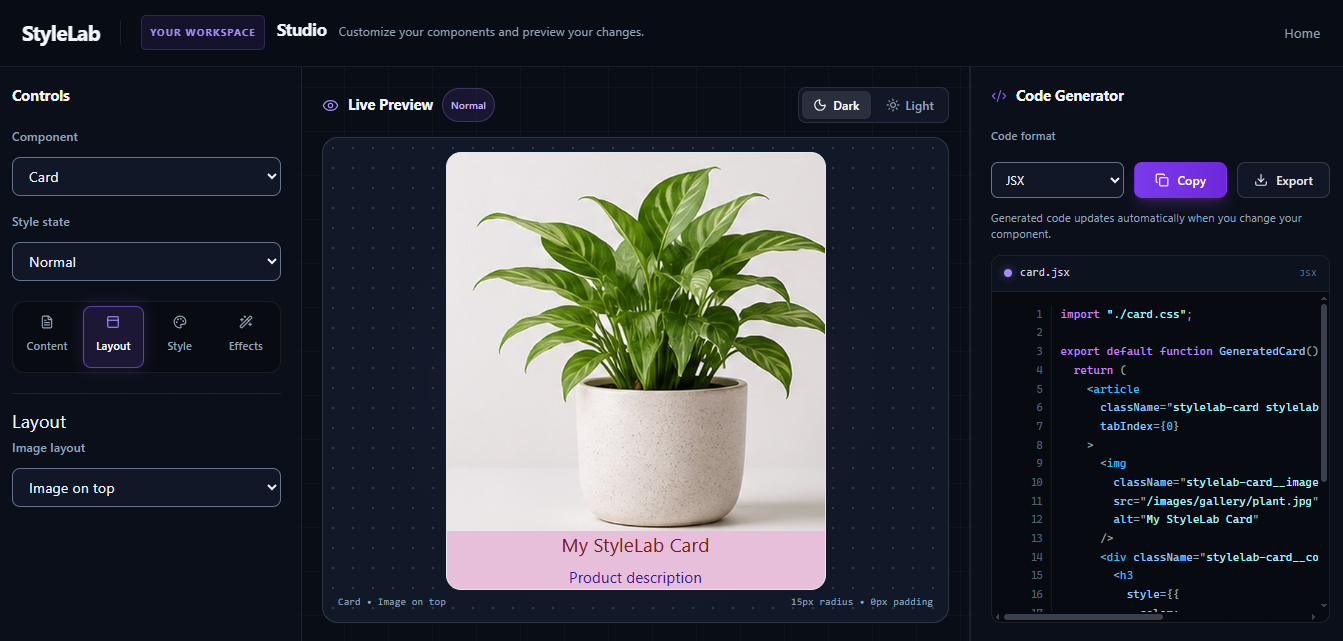 StyleLab
YOUR WORKSPACE
Studio
Customize your components and preview your changes.
Home
Controls
Component
Card
Style state
Normal
Content
Layout
Style
Effects
Layout
Image layout
Image on top
Live Preview
Normal
Dark
Light
My StyleLab Card
Product description
Card • Image on top
15px radius • 0px padding
</> Code Generator
Code format
JSX
Copy
Export
Generated code updates automatically when you change your
component.
card.jsx
JSX
1 import "./card.css";
2
3 export default function GeneratedCard()
4 return (
5 <article
6 className="stylelab-card stylelab
7 tabIndex={0}
8 >
9 <img
10 className="stylelab-card__image
11 src="/images/gallery/plant.jpg"
12 alt="My StyleLab Card"
13 />
14 <div className="stylelab-card__co
15 <h3
16 style={{